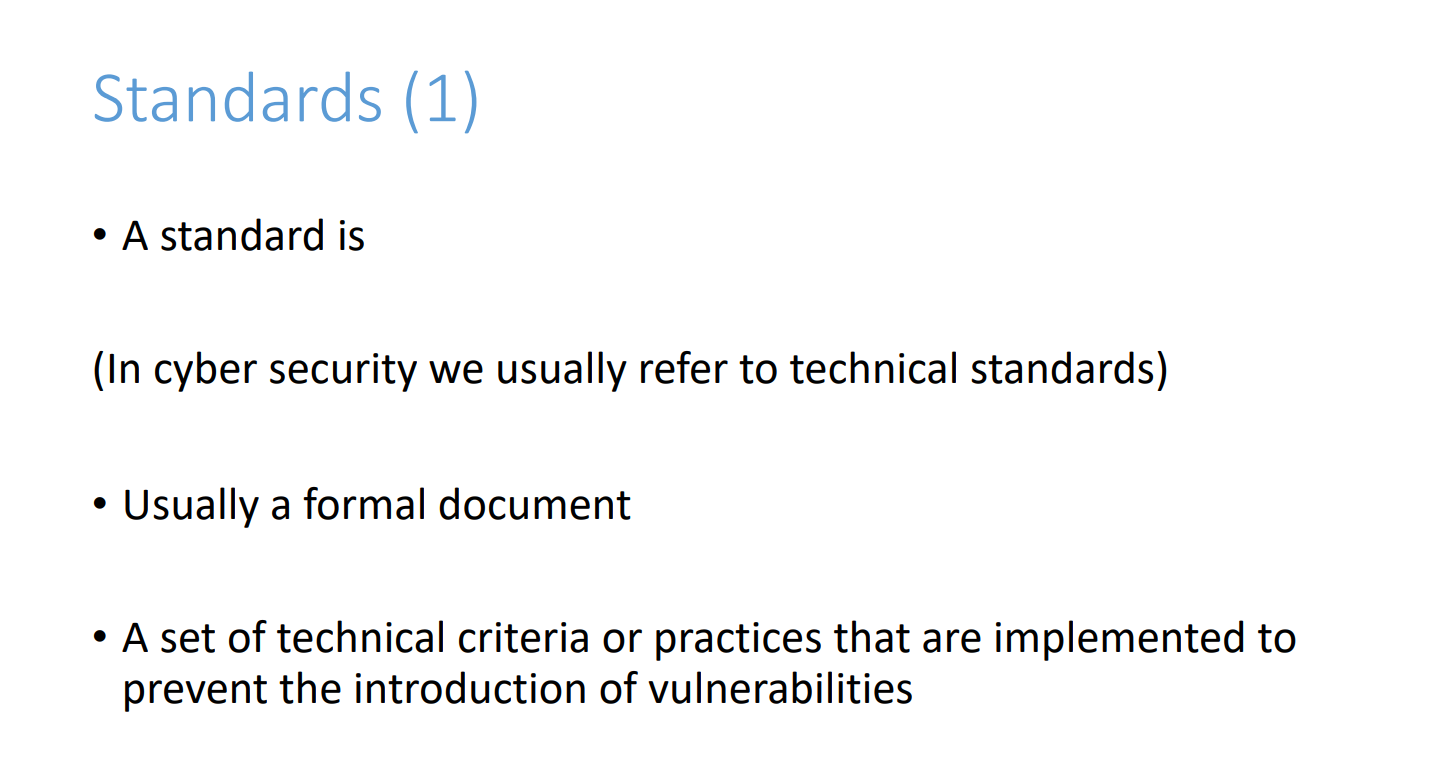 Standards (1)
• A standard is
(In cyber security we usually refer to technical standards)
• Usually a formal document
• A set of technical criteria or practices that are implemented to
prevent the introduction of vulnerabilities